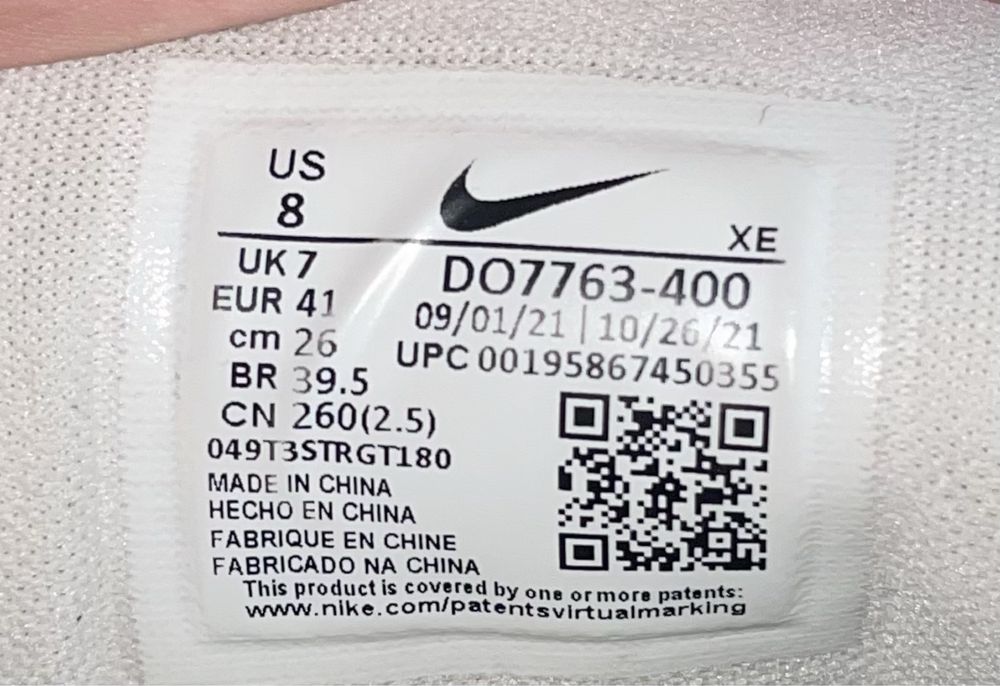 US
8
XE
UK 7
EUR 41
cm 26
BR 39.5
CN 260(2.5)
DO7763-400
09/01/21 | 10/26/21
UPC 00195867450355
049T3STRGT180
MADE IN CHINA
HECHO EN CHINA
FABRIQUE EN CHINE
FABRICADO NA CHINA
This product is covered by one or more patents:
www.nike.com/patentsvirtualmarking